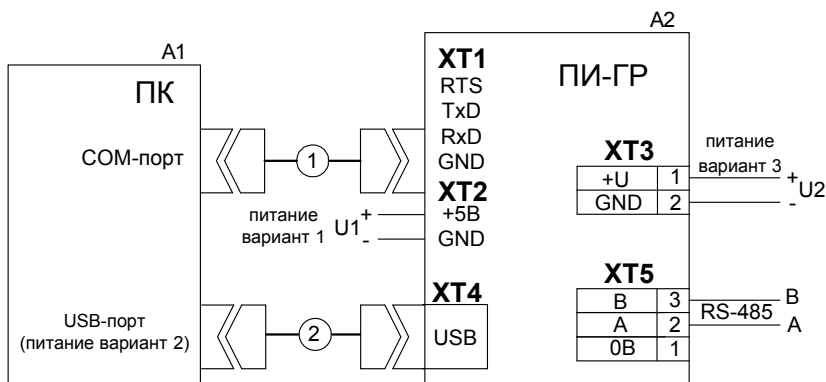 A1
ПК
COM-порт
USB-порт
(питание вариант 2)
1
2
питание
вариант 1
U1
+
-
A2
ПИ-ГР
XT1
RTS
TxD
RxD
GND
XT2
+5В
GND
XT4
USB
XT3
+U 1
GND 2
питание
вариант 3
+
-
U2
XT5
B 3
A 2
0В 1
RS-485
B
A